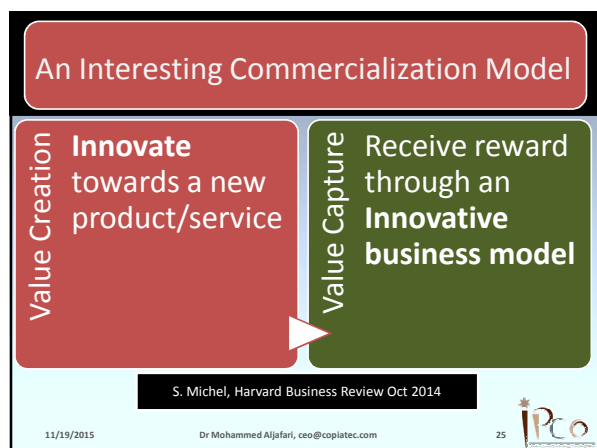 An Interesting Commercialization Model
Value Creation
Innovate
towards a new
product/service
Value Capture
Receive reward
through an
Innovative
business model
S. Michel, Harvard Business Review Oct 2014
11/19/2015 Dr Mohammed Aljafari, ceo@copiatec.com 25
IPCO